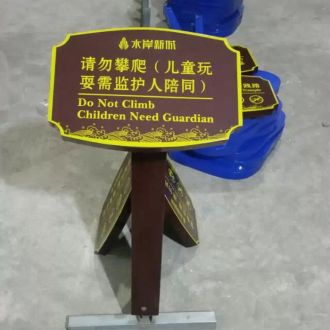 水岸新城
请勿攀爬（儿童玩
耍需监护人陪同）
Do Not Climb
Children Need Guardian